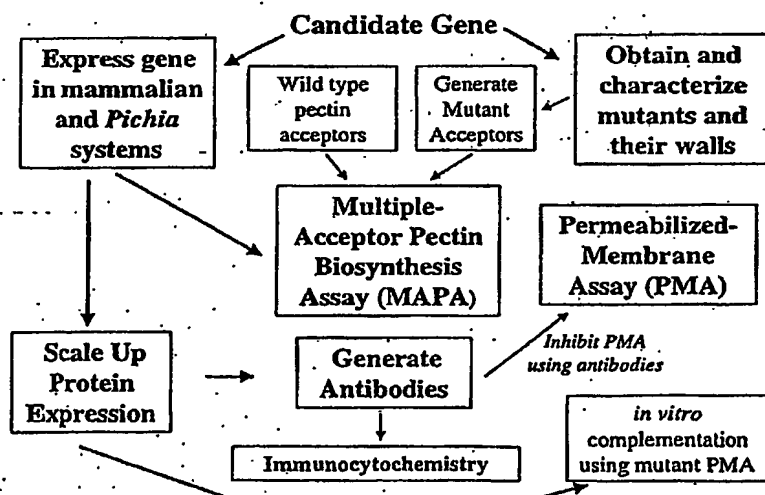 Candidate Gene
Express gene
in mammalian
and Pichia
systems
Wild type
pectin
acceptors
Generate
Mutant
Acceptors
Obtain and
characterize
mutants and
their walls
Multiple-
Acceptor Pectin
Biosynthesis
Assay (MAPA)
Permeabilized-
Membrane
Assay (PMA)
Scale Up
Protein
Expression
Generate
Antibodies
Inhibit PMA
using antibodies
Immunocytochemistry
in vitro
complementation
using mutant PMA